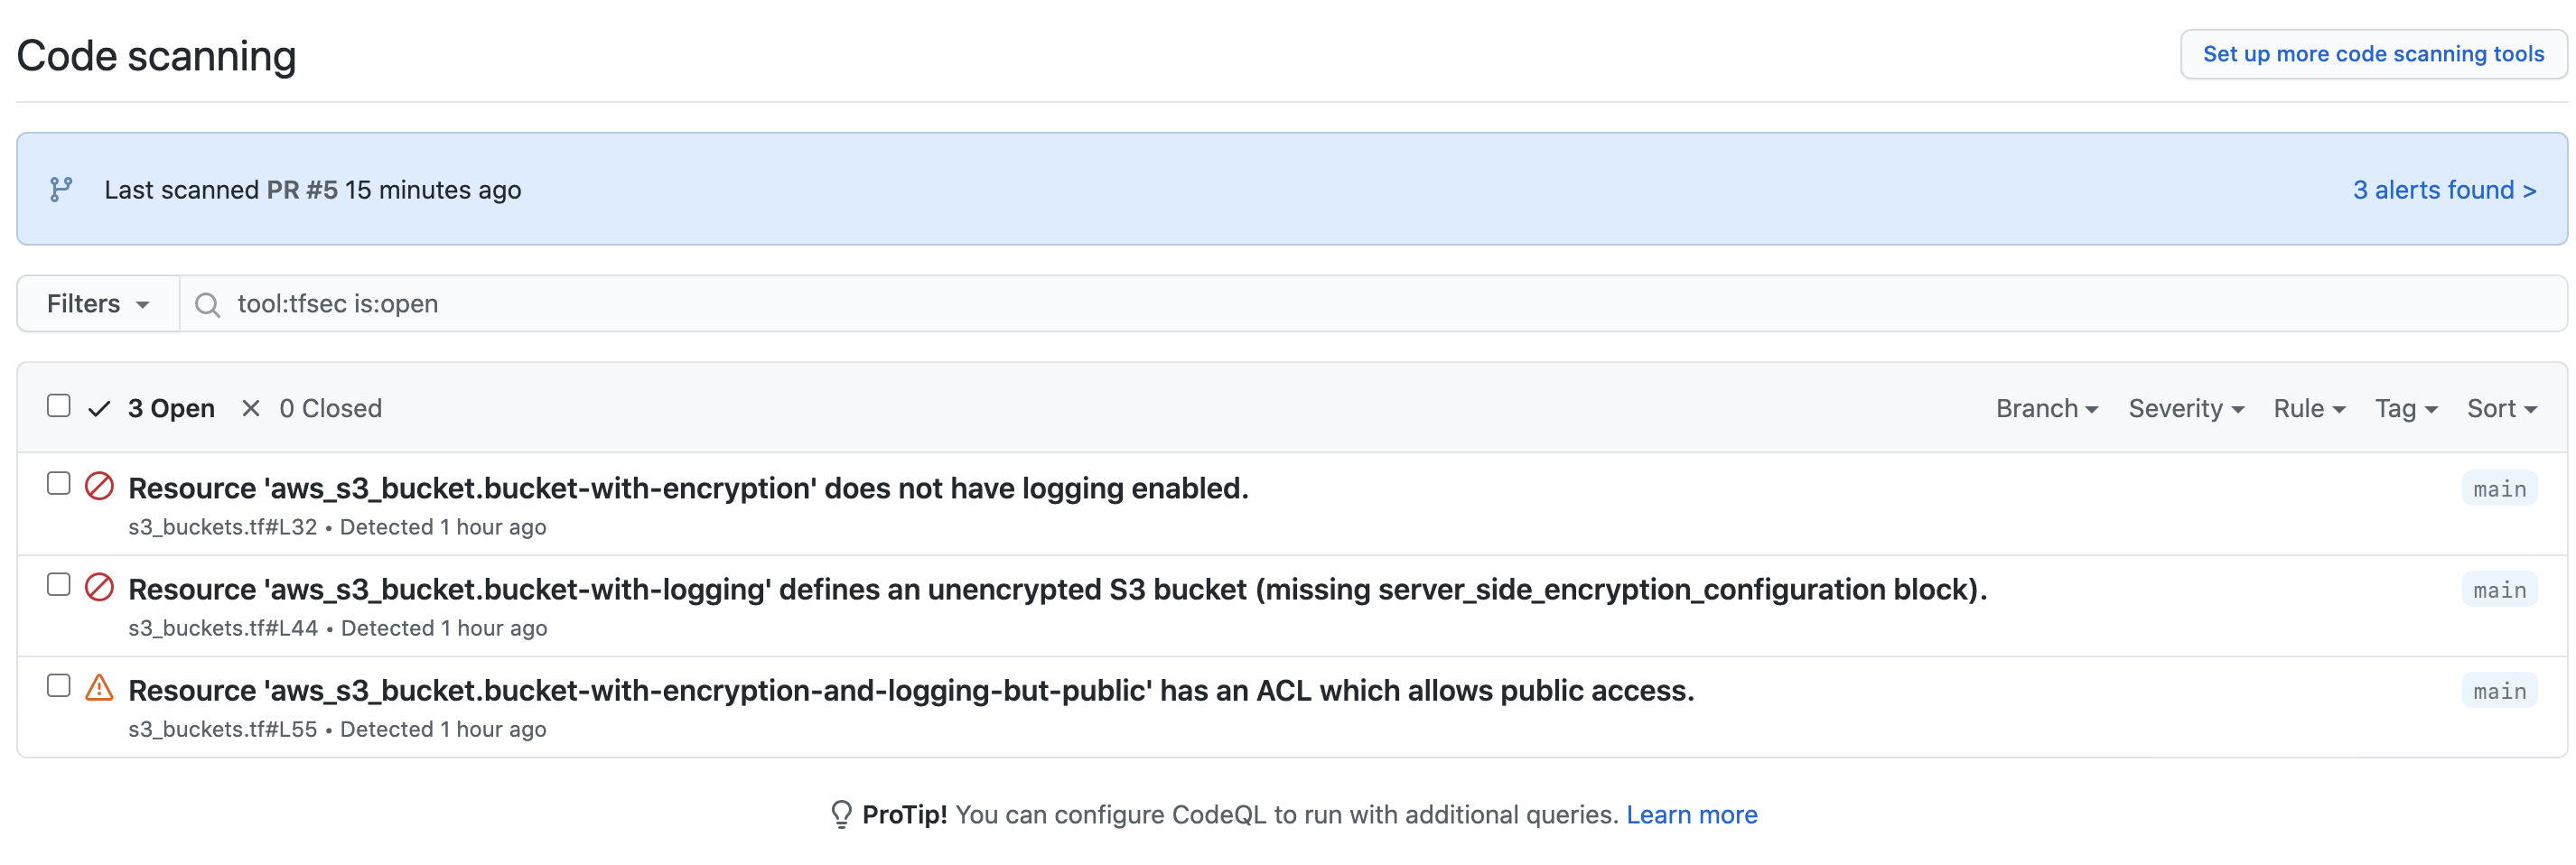 Code scanning
Set up more code scanning tools
Last scanned PR #5 15 minutes ago
3 alerts found >
Filters
tool:tfsec is:open
3 Open 0 Closed
Branch Severity Rule Tag Sort
Resource 'aws_s3_bucket.bucket-with-encryption' does not have logging enabled.
main
s3_buckets.tf#L32 • Detected 1 hour ago
Resource 'aws_s3_bucket.bucket-with-logging' defines an unencrypted S3 bucket (missing server_side_encryption_configuration block).
main
s3_buckets.tf#L44 • Detected 1 hour ago
Resource 'aws_s3_bucket.bucket-with-encryption-and-logging-but-public' has an ACL which allows public access.
main
s3_buckets.tf#L55 • Detected 1 hour ago
ProTip! You can configure CodeQL to run with additional queries. Learn more